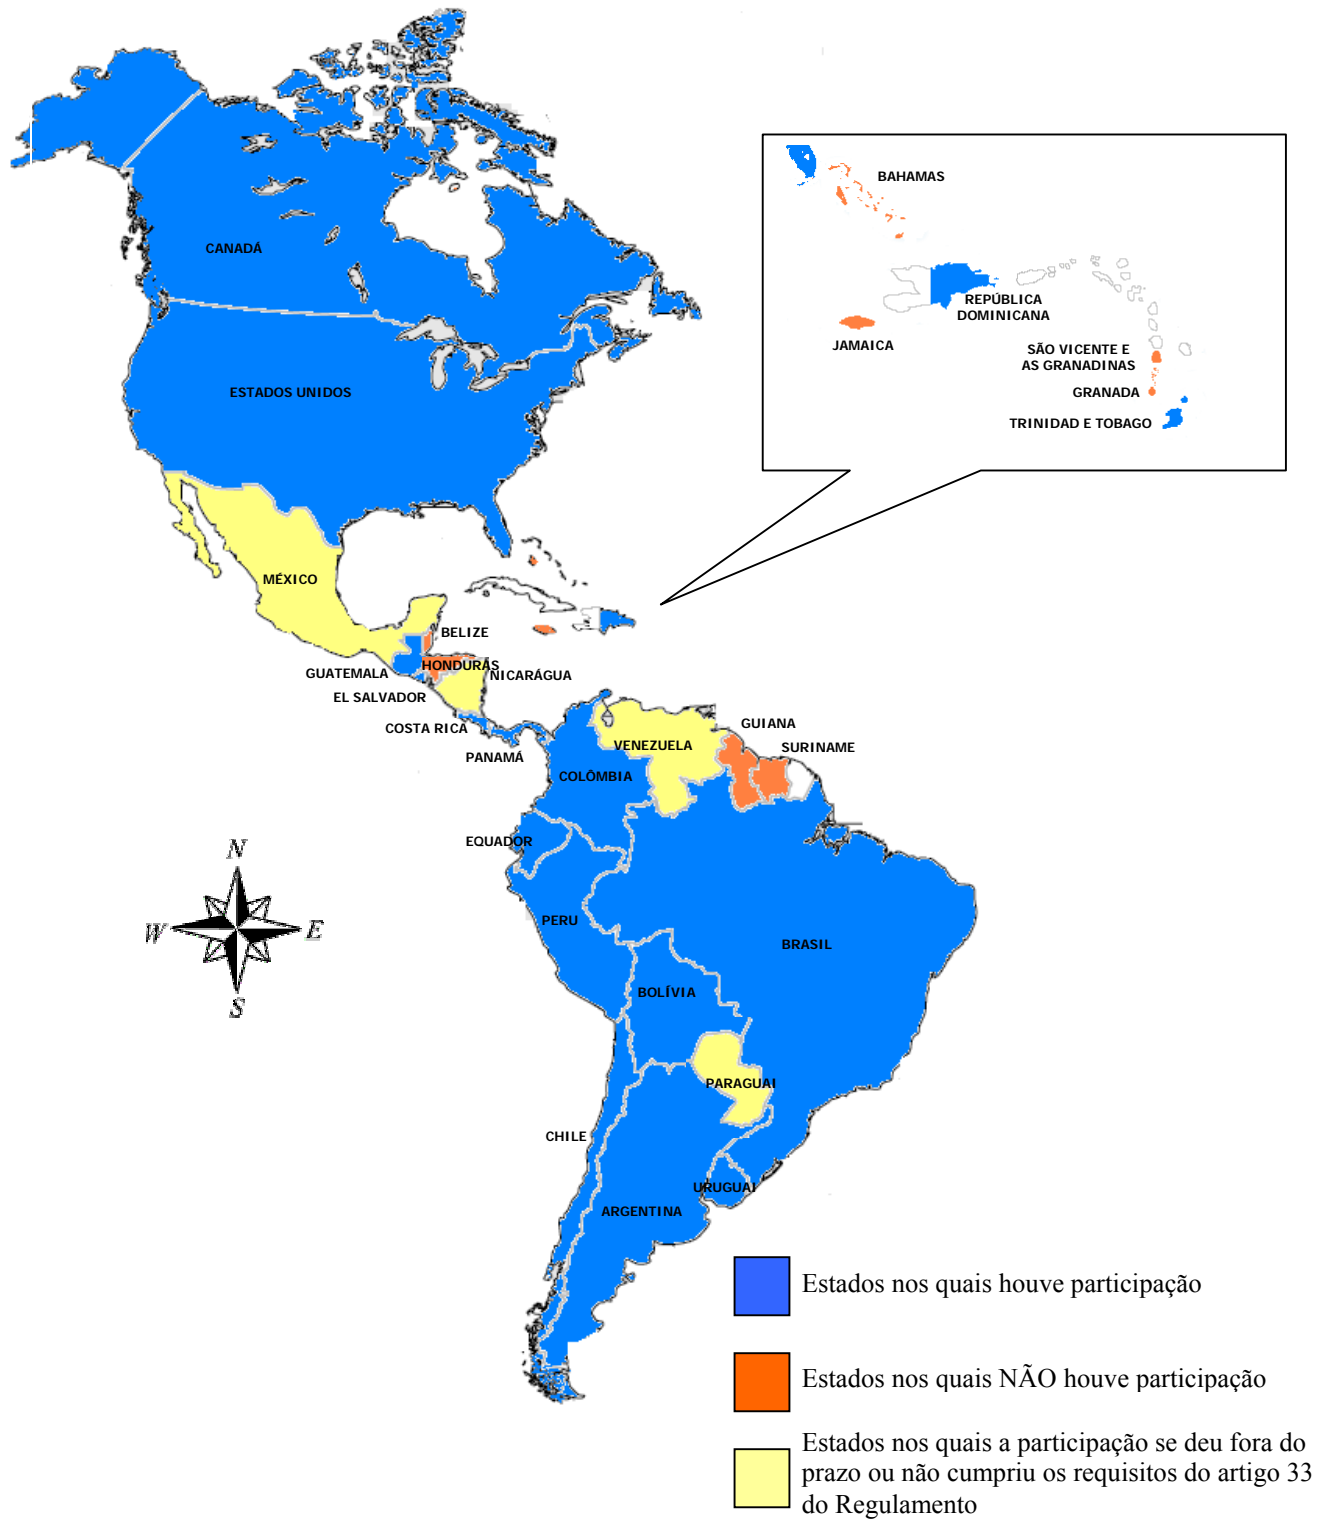 BAHAMAS
REPÚBLICA
DOMINICANA
JAMAICA
SÃO VICENTE E
AS GRANADINAS
GRANADA
TRINIDAD E TOBAGO
CANADÁ
ESTADOS UNIDOS
MÉXICO
BELIZE
HONDURAS
GUATEMALA
NICARÁGUA
EL SALVADOR
COSTA RICA
PANAMÁ
GUIANA
VENEZUELA
SURINAME
COLÔMBIA
EQUADOR
PERU
BRASIL
BOLÍVIA
PARAGUAI
CHILE
URUGUAI
ARGENTINA
N
W
E
S
Estados nos quais houve participação
Estados nos quais NÃO houve participação
Estados nos quais a participação se deu fora do
prazo ou não cumpriu os requisitos do artigo 33
do Regulamento